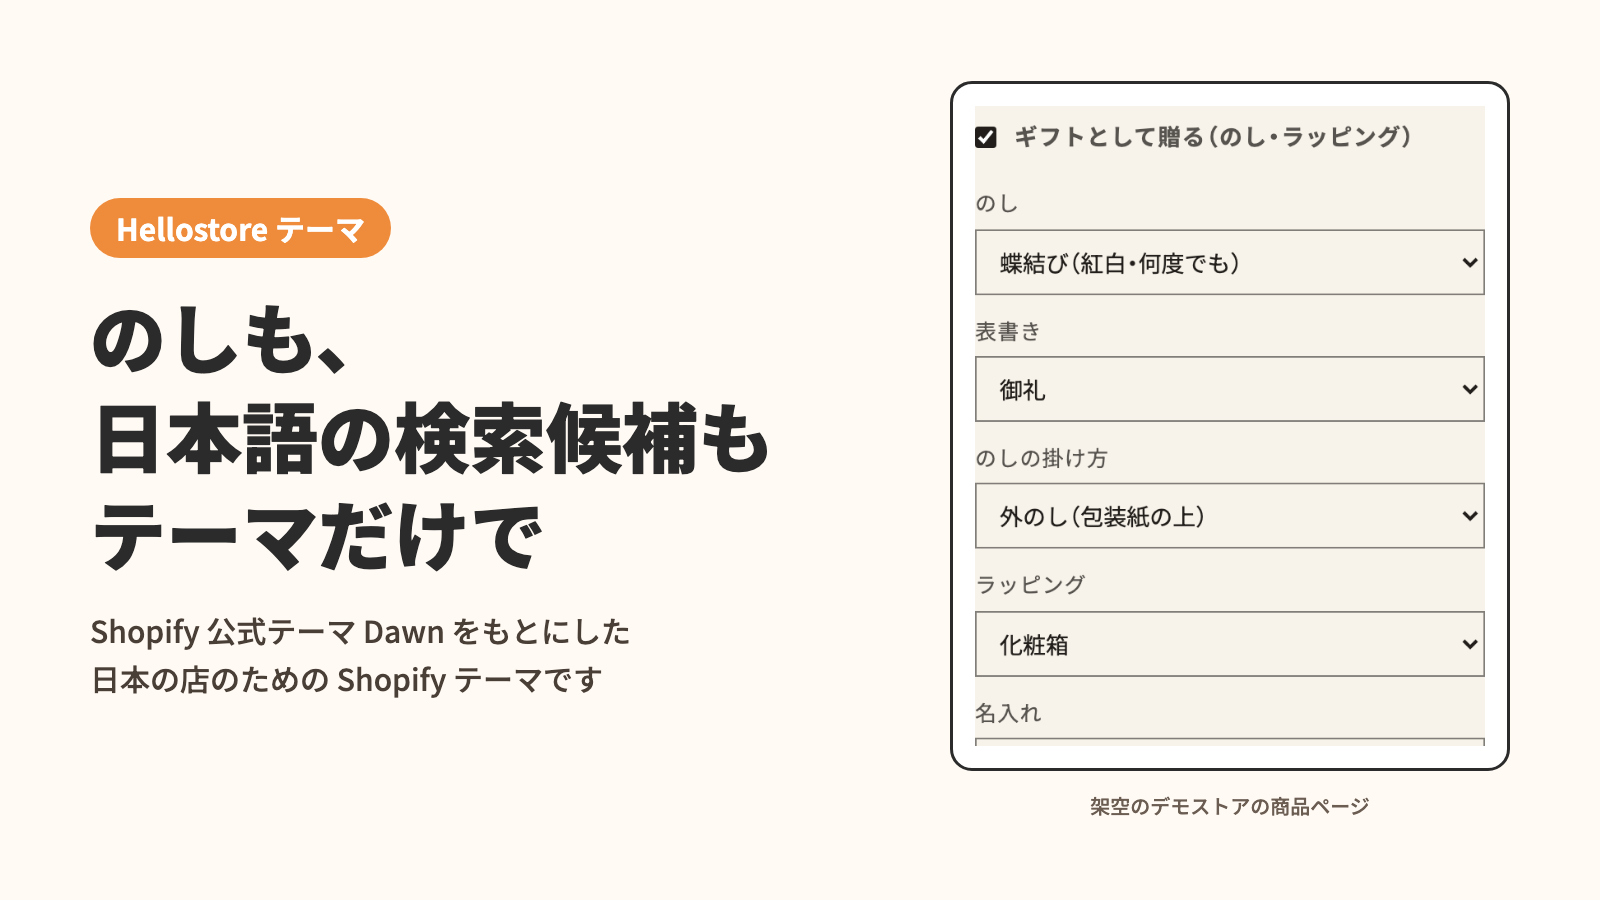 Hellostore テーマ
のしも、
日本語の検索候補も
テーマだけで
Shopify 公式テーマ Dawn をもとにした
日本の店のための Shopify テーマです
ギフトとして贈る(のし・ラッピング)
のし
蝶結び(紅白・何度でも)
表書き
御礼
のしの掛け方
外のし(包装紙の上)
ラッピング
化粧箱
名入れ
架空のデモストアの商品ページ